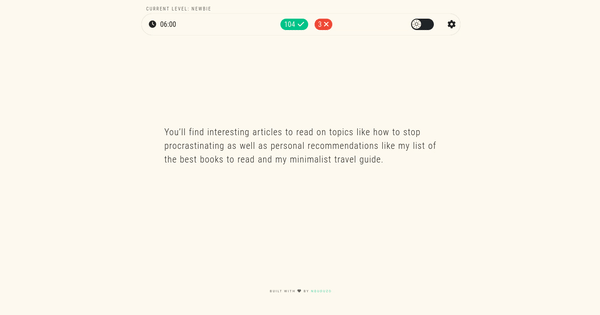 CURRENT LEVEL: NEWBIE
06:00
104
3
You'll find interesting articles to read on topics like how to stop
procrastinating as well as personal recommendations like my list of
the best books to read and my minimalist travel guide.
BUILT WITH ❤ BY